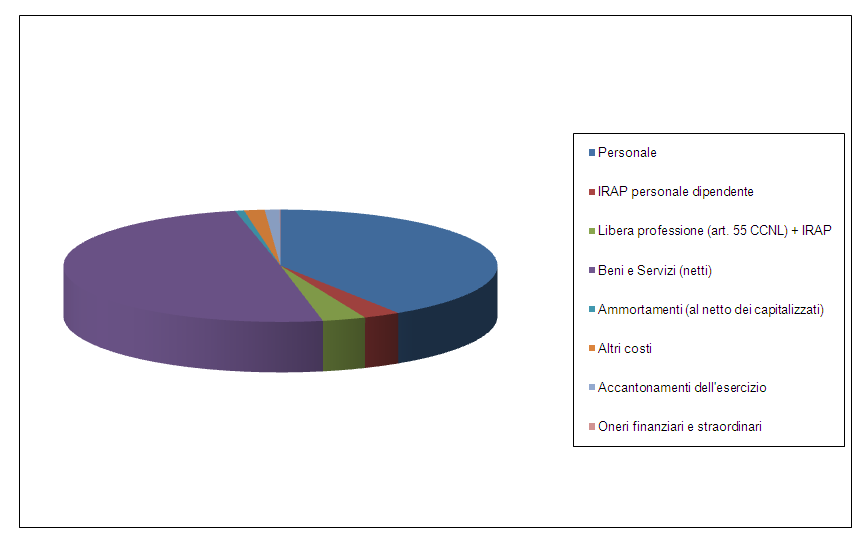 Personale
IRAP personale dipendente
Libera professione (art. 55 CCNL) + IRAP
Beni e Servizi (netti)
Ammortamenti (al netto dei capitalizzati)
Altri costi
Accantonamenti dell'esercizio
Oneri finanziari e straordinari